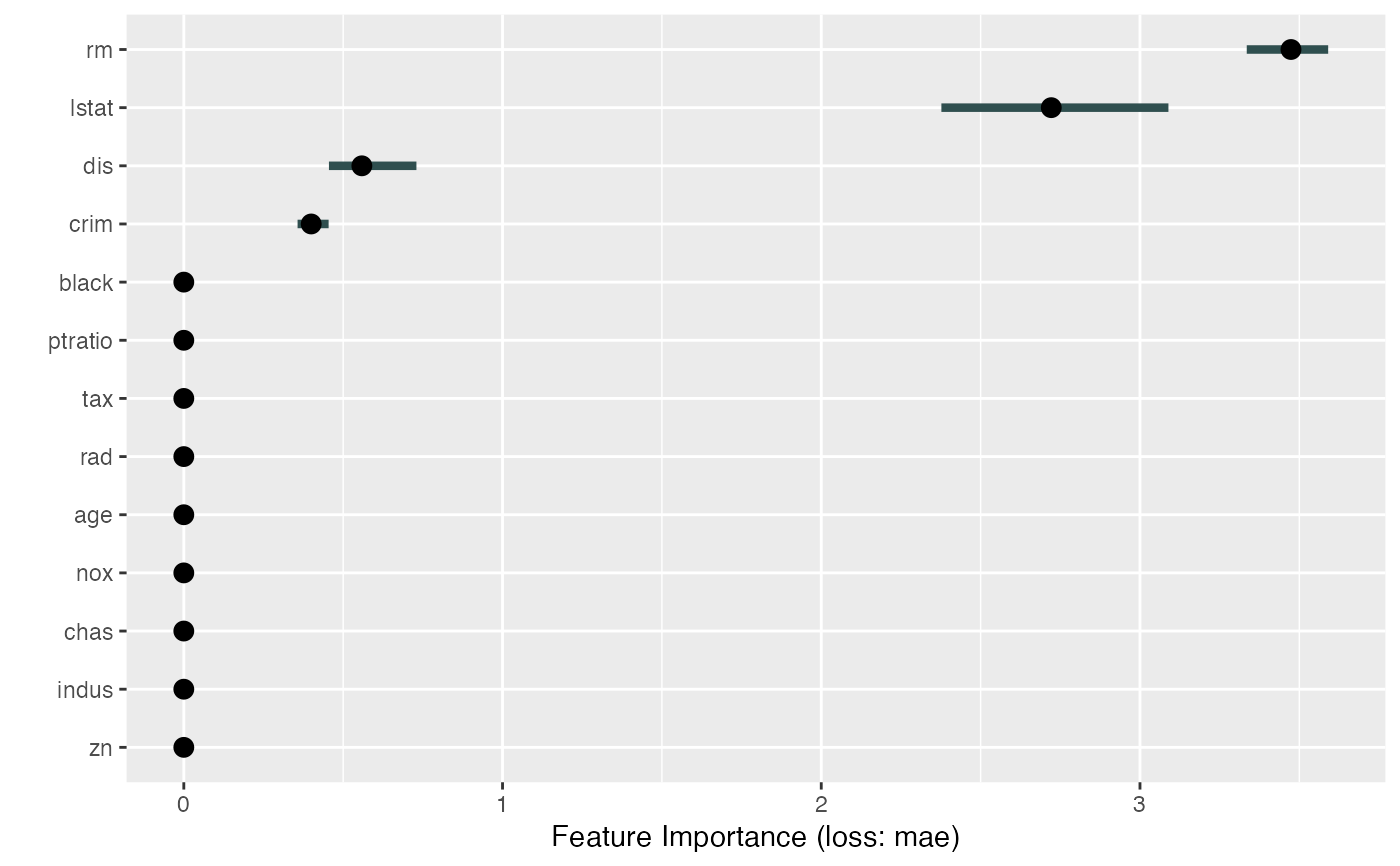 rm
lstat
dis
crim
black
ptratio
tax
rad
age
nox
chas
indus
zn
0 1 2 3
Feature Importance (loss: mae)